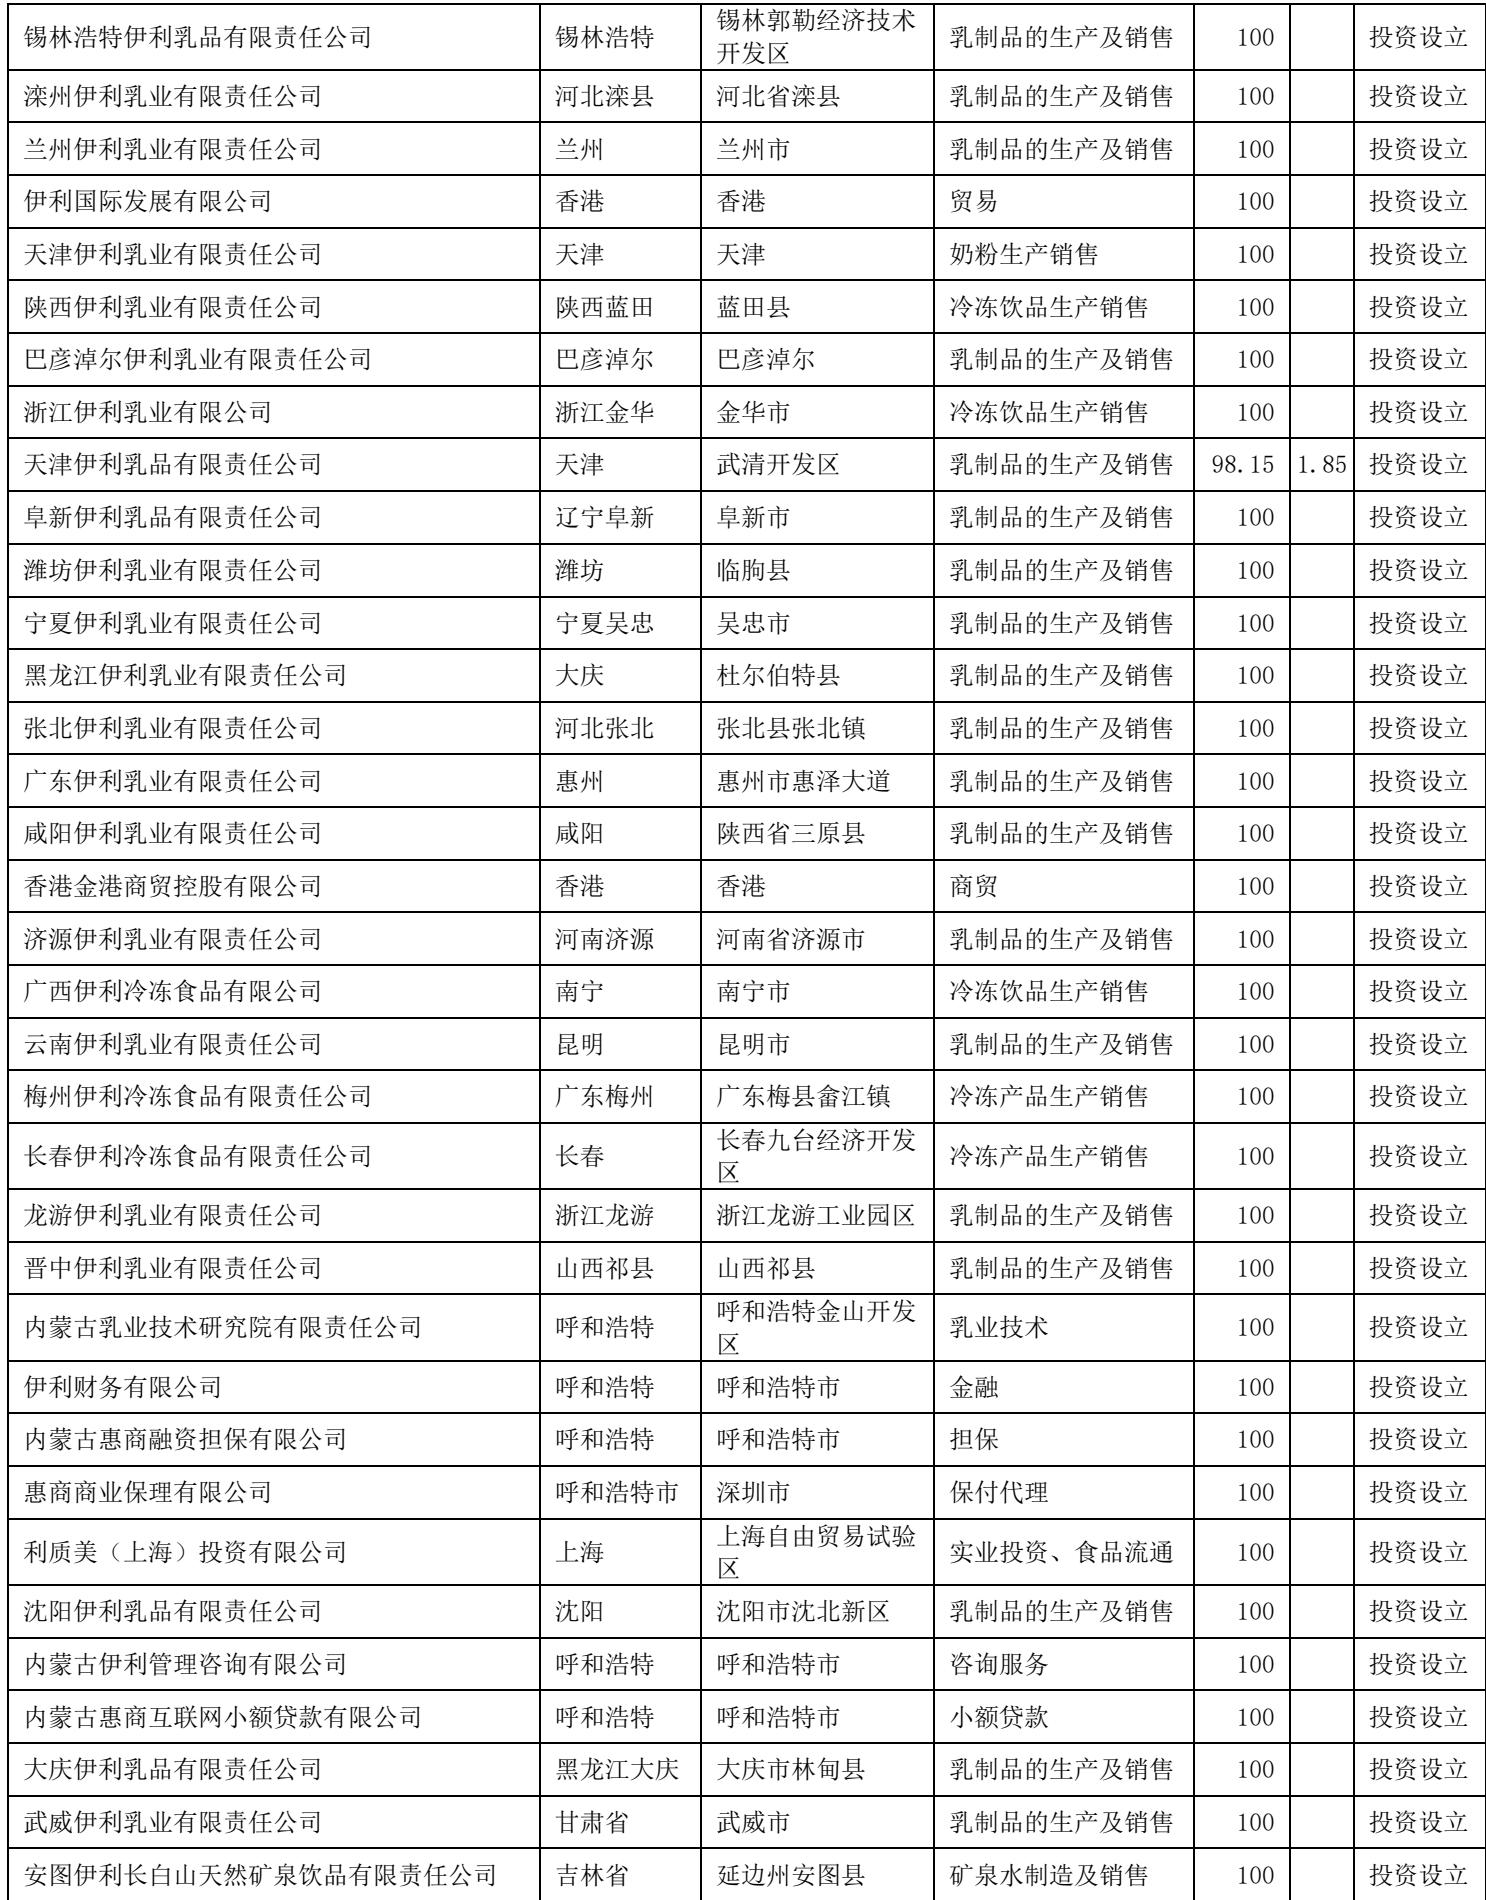 锡林浩特伊利乳品有限责任公司 锡林浩特 锡林郭勒经济技术开发区 乳制品的生产及销售 100 投资设立
滦州伊利乳业有限责任公司 河北滦县 河北省滦县 乳制品的生产及销售 100 投资设立
兰州伊利乳业有限责任公司 兰州 兰州市 乳制品的生产及销售 100 投资设立
伊利国际发展有限公司 香港 香港 贸易 100 投资设立
天津伊利乳业有限责任公司 天津 天津 奶粉生产销售 100 投资设立
陕西伊利乳业有限责任公司 陕西蓝田 蓝田县 冷冻饮品生产销售 100 投资设立
巴彦淖尔伊利乳业有限责任公司 巴彦淖尔 巴彦淖尔 乳制品的生产及销售 100 投资设立
浙江伊利乳业有限公司 浙江金华 金华市 冷冻饮品生产销售 100 投资设立
天津伊利乳品有限责任公司 天津 武清开发区 乳制品的生产及销售 98.15 1.85 投资设立
阜新伊利乳品有限责任公司 辽宁阜新 阜新市 乳制品的生产及销售 100 投资设立
潍坊伊利乳业有限责任公司 潍坊 临朐县 乳制品的生产及销售 100 投资设立
宁夏伊利乳业有限责任公司 宁夏吴忠 吴忠市 乳制品的生产及销售 100 投资设立
黑龙江伊利乳业有限责任公司 大庆 杜尔伯特县 乳制品的生产及销售 100 投资设立
张北伊利乳业有限责任公司 河北张北 张北县张北镇 乳制品的生产及销售 100 投资设立
广东伊利乳业有限责任公司 惠州 惠州市惠泽大道 乳制品的生产及销售 100 投资设立
咸阳伊利乳业有限责任公司 咸阳 陕西省三原县 乳制品的生产及销售 100 投资设立
香港金港商贸控股有限公司 香港 香港 商贸 100 投资设立
济源伊利乳业有限责任公司 河南济源 河南省济源市 乳制品的生产及销售 100 投资设立
广西伊利冷冻食品有限公司 南宁 南宁市 冷冻饮品生产销售 100 投资设立
云南伊利乳业有限责任公司 昆明 昆明市 乳制品的生产及销售 100 投资设立
梅州伊利冷冻食品有限责任公司 广东梅州 广东梅县畲江镇 冷冻产品生产销售 100 投资设立
长春伊利冷冻食品有限责任公司 长春 长春九台经济开发区 冷冻产品生产销售 100 投资设立
龙游伊利乳业有限责任公司 浙江龙游 浙江龙游工业园区 乳制品的生产及销售 100 投资设立
晋中伊利乳业有限责任公司 山西祁县 山西祁县 乳制品的生产及销售 100 投资设立
内蒙古乳业技术研究院有限责任公司 呼和浩特 呼和浩特金山开发区 乳业技术 100 投资设立
伊利财务有限公司 呼和浩特 呼和浩特市 金融 100 投资设立
内蒙古惠商融资担保有限公司 呼和浩特 呼和浩特市 担保 100 投资设立
惠商商业保理有限公司 呼和浩特市 深圳市 保付代理 100 投资设立
利质美（上海）投资有限公司 上海 上海自由贸易试验区 实业投资、食品流通 100 投资设立
沈阳伊利乳品有限责任公司 沈阳 沈阳市沈北新区 乳制品的生产及销售 100 投资设立
内蒙古伊利管理咨询有限公司 呼和浩特 呼和浩特市 咨询服务 100 投资设立
内蒙古惠商互联网小额贷款有限公司 呼和浩特 呼和浩特市 小额贷款 100 投资设立
大庆伊利乳品有限责任公司 黑龙江大庆 大庆市林甸县 乳制品的生产及销售 100 投资设立
武威伊利乳业有限责任公司 甘肃省 武威市 乳制品的生产及销售 100 投资设立
安图伊利长白山天然矿泉饮品有限责任公司 吉林省 延边州安图县 矿泉水制造及销售 100 投资设立